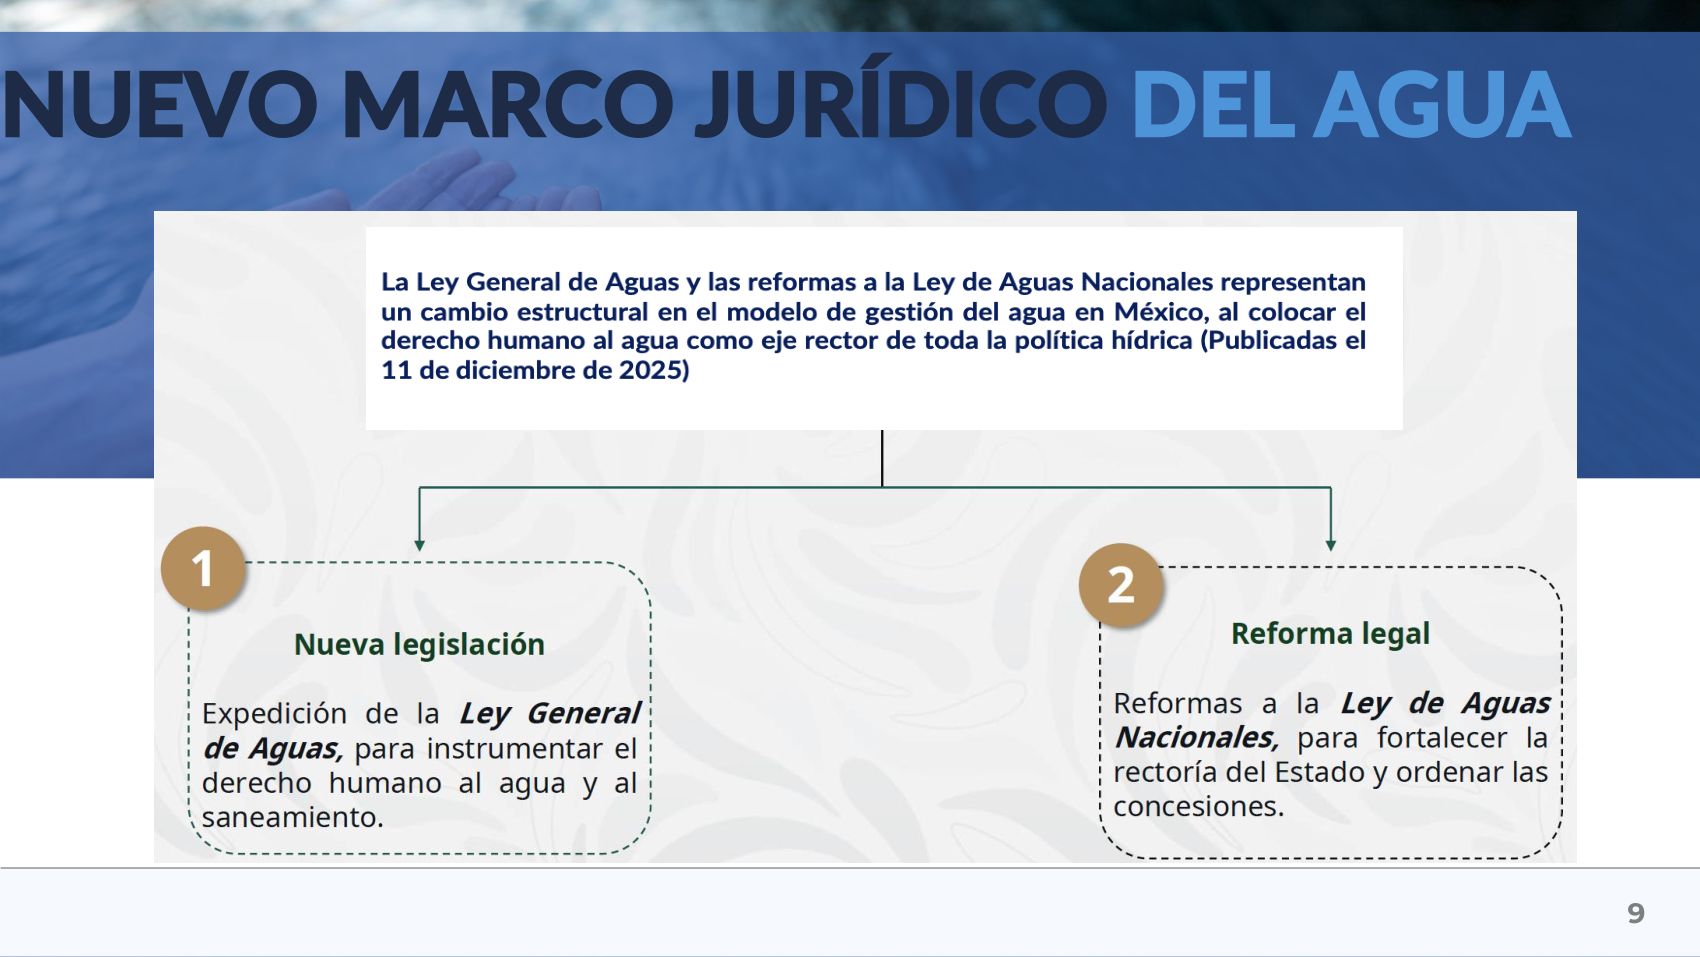 NUEVO MARCO JURÍDICO DEL AGUA
La Ley General de Aguas y las reformas a la Ley de Aguas Nacionales representan
un cambio estructural en el modelo de gestión del agua en México, al colocar el
derecho humano al agua como eje rector de toda la política hídrica (Publicadas el
11 de diciembre de 2025)
1
Nueva legislación
Expedición de la Ley General
de Aguas, para instrumentar el
derecho humano al agua y al
saneamiento.
2
Reforma legal
Reformas a la Ley de Aguas
Nacionales, para fortalecer la
rectoría del Estado y ordenar las
concesiones.
9